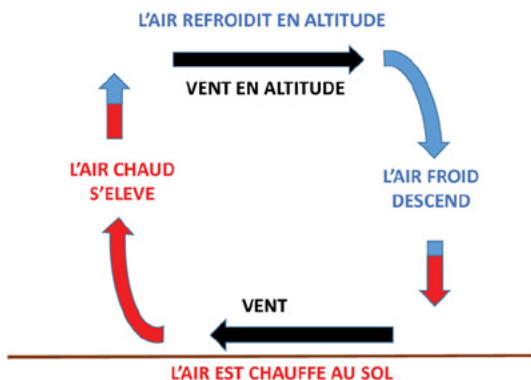 L'AIR REFROIDIT EN ALTITUDE
VENT EN ALTITUDE
L'AIR CHAUD
S'ELEVE
L'AIR FROID
DESCEND
VENT
L'AIR EST CHAUFFE AU SOL